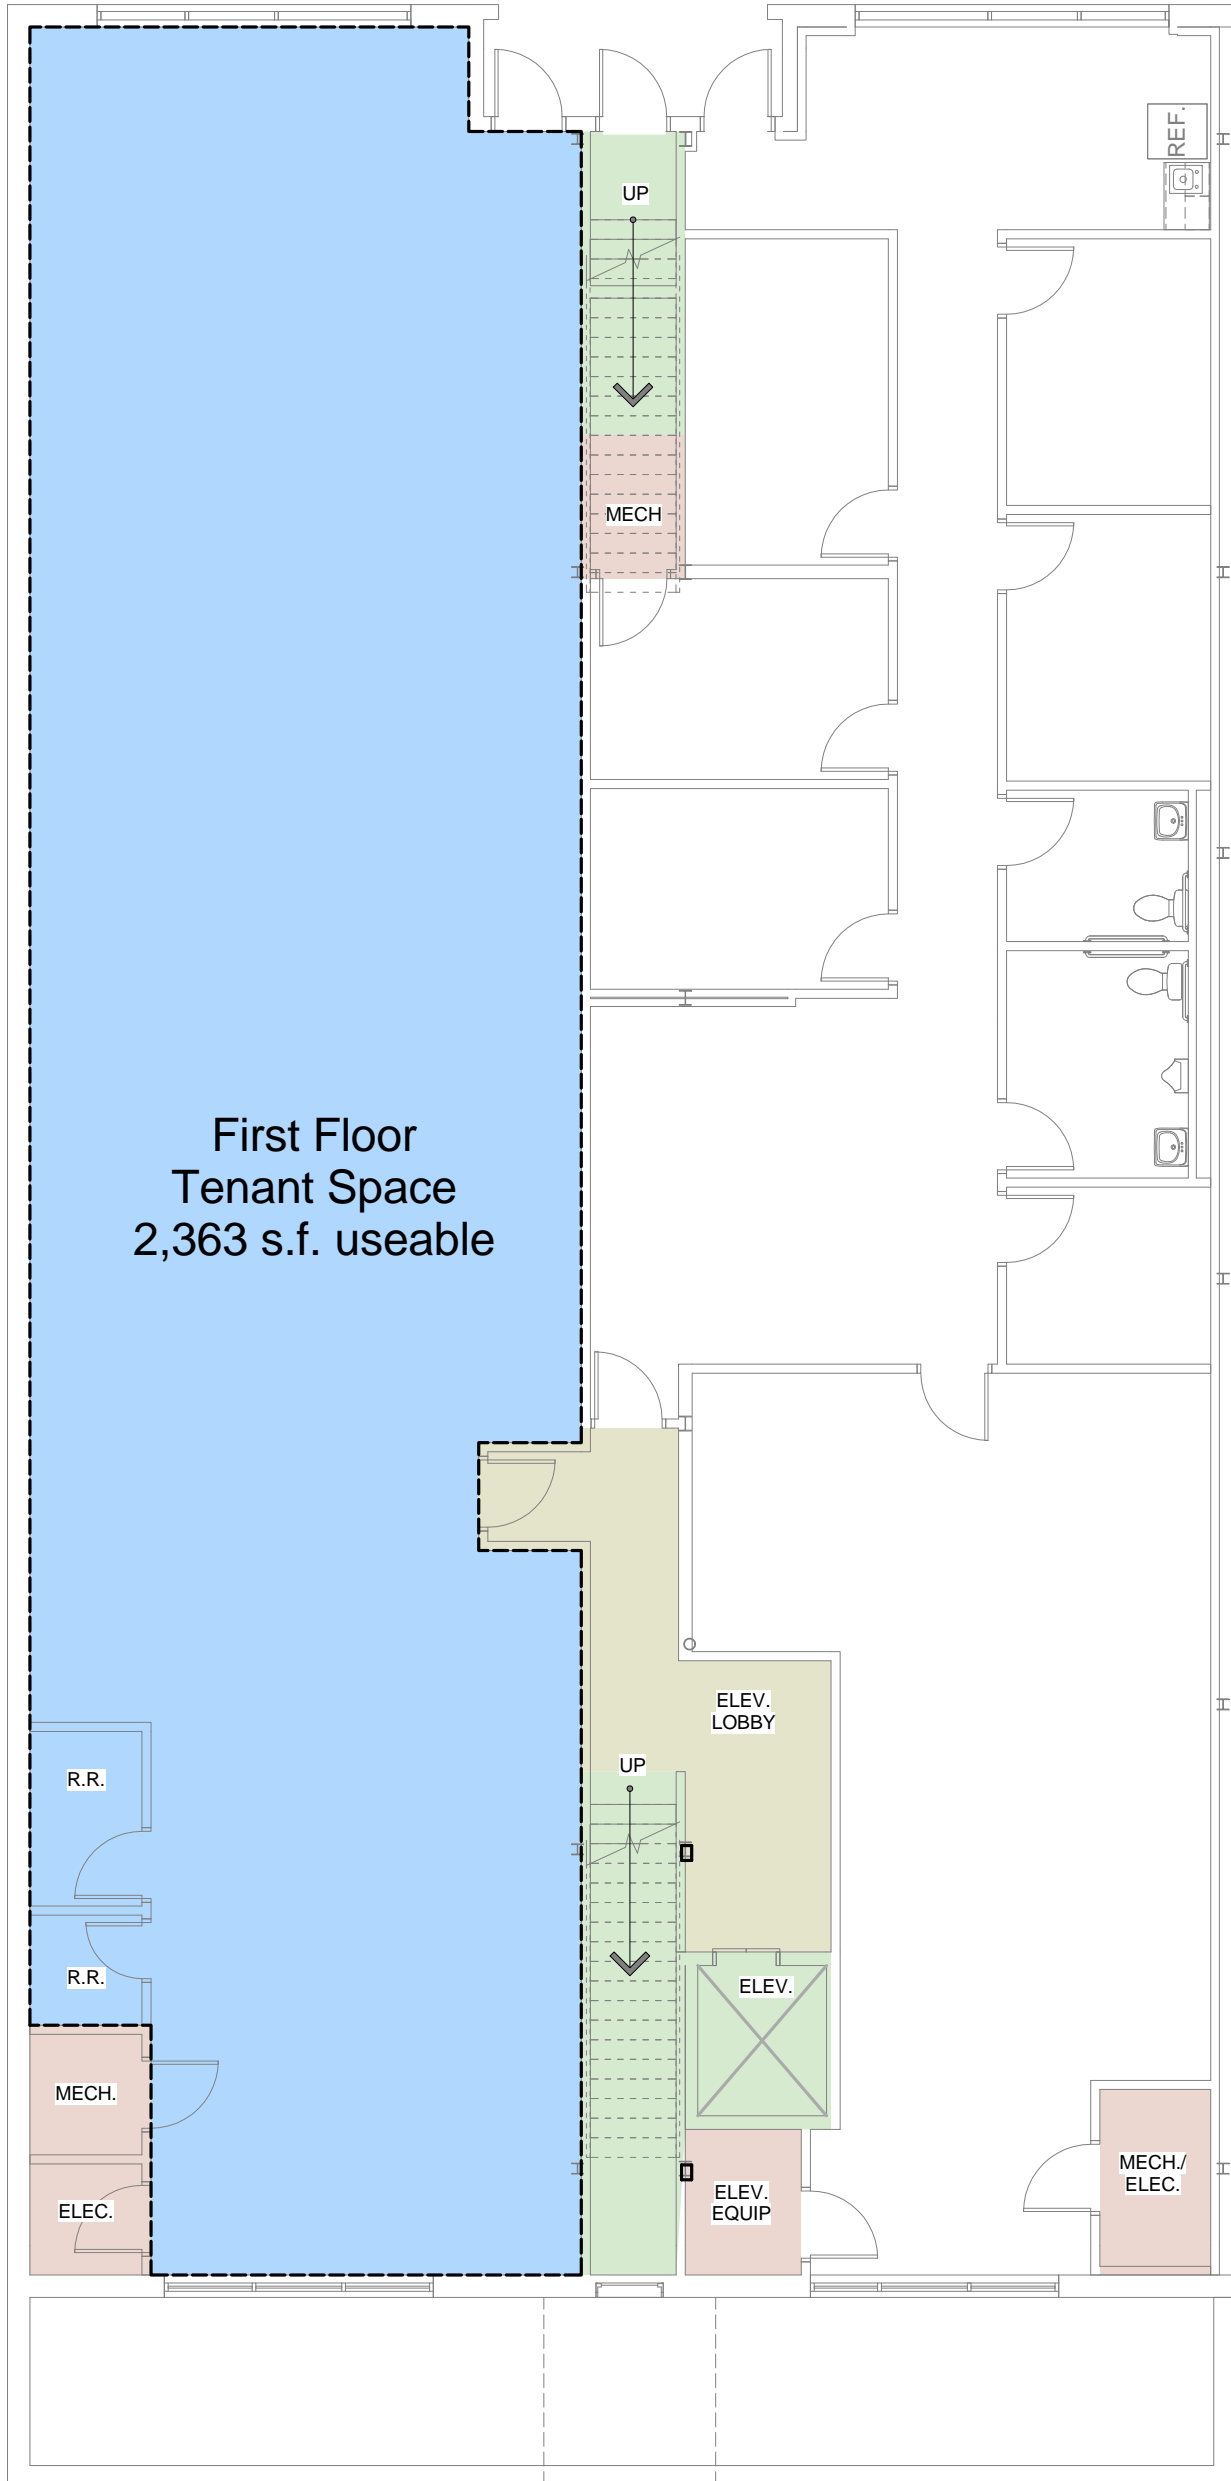 REF.
UP
MECH
First Floor
Tenant Space
2,363 s.f. useable
ELEV.
LOBBY
UP
R.R.
R.R.
ELEV.
MECH.
ELEC.
ELEV.
EQUIP
MECH./
ELEC.